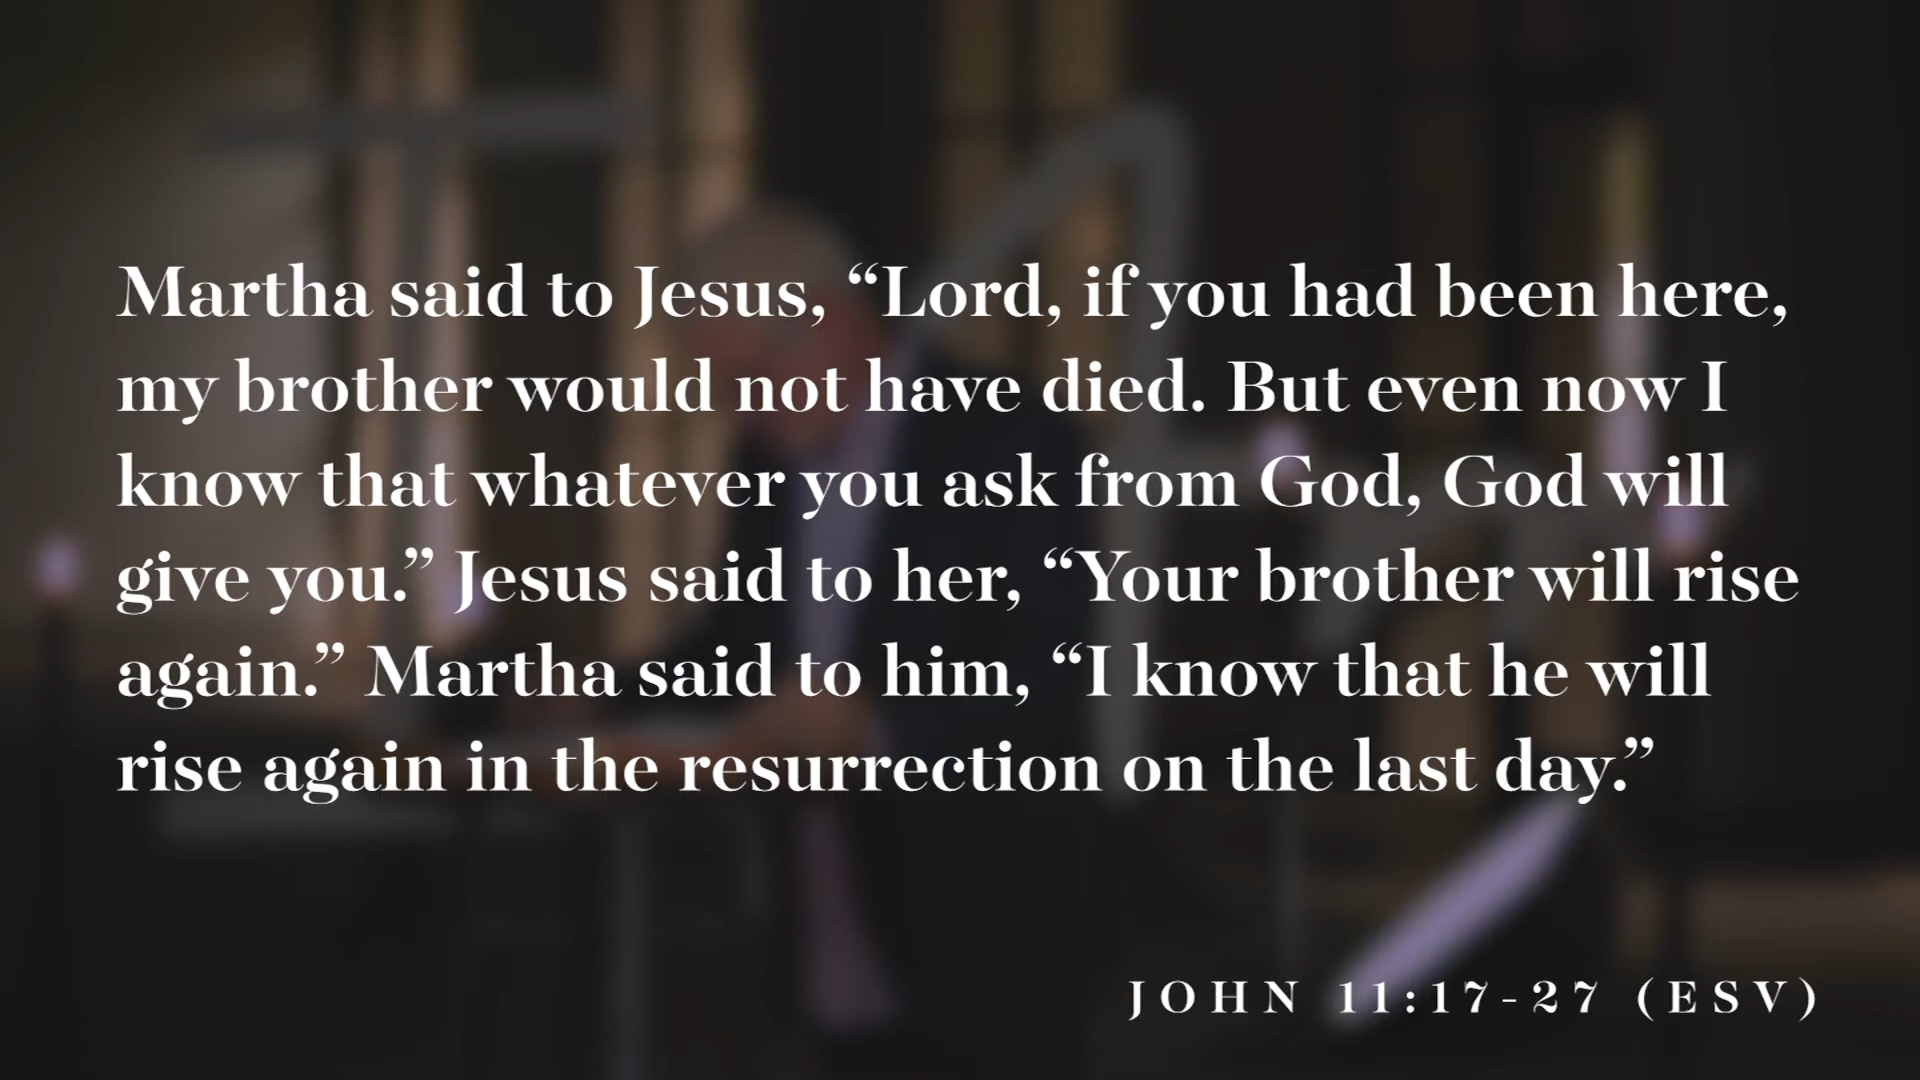 Martha said to Jesus, “Lord, if you had been here,
my brother would not have died. But even now I
know that whatever you ask from God, God will
give you.” Jesus said to her, “Your brother will rise
again.” Martha said to him, “I know that he will
rise again in the resurrection on the last day.”
JOHN 11:17-27 (ESV)